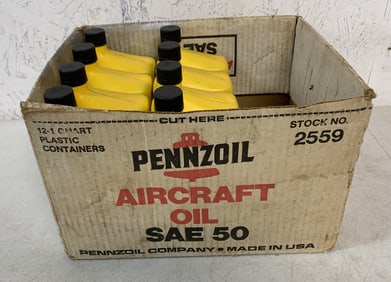 SAE
CUT HERE
12-1 QUART
PLASTIC
CONTAINERS
STOCK NO.
2559
PENNZOIL
AIRCRAFT
OIL
SAE 50
PENNZOIL COMPANY • MADE IN USA